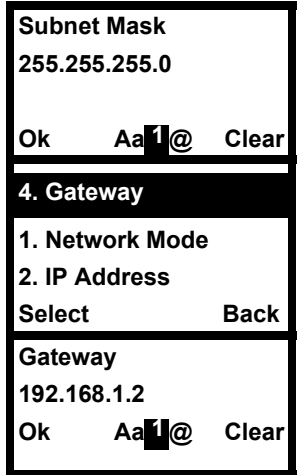 Subnet Mask
255.255.255.0
Ok Aa1@ Clear
4. Gateway
1. Network Mode
2. IP Address
Select Back
Gateway
192.168.1.2
Ok Aa1@ Clear